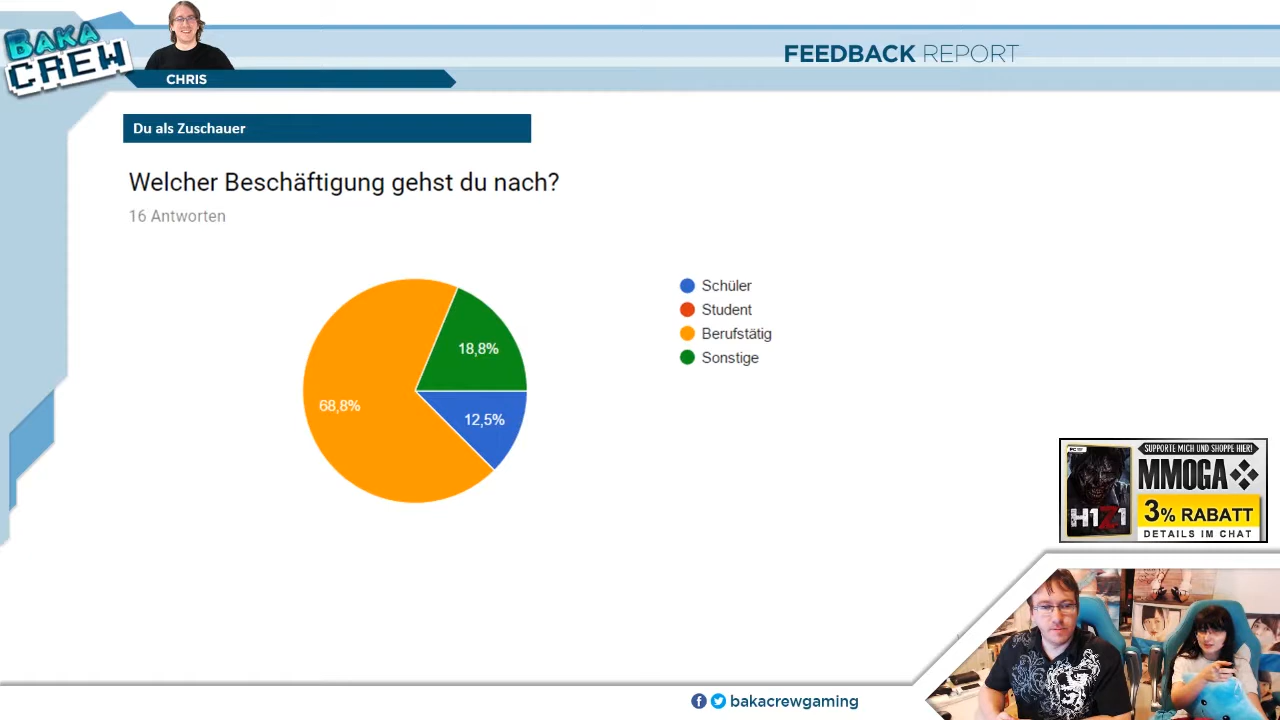 BAKA
CREW
CHRIS
FEEDBACK REPORT
Du als Zuschauer
Welcher Beschäftigung gehst du nach?
16 Antworten
18,8%
68,8%
12,5%
Schüler
Student
Berufstätig
Sonstige
PC
SUPPORTE MICH UND SHOPPE HIER!
MMOGA
H1Z1
3% RABATT
DETAILS IM CHAT
bakacrewgaming